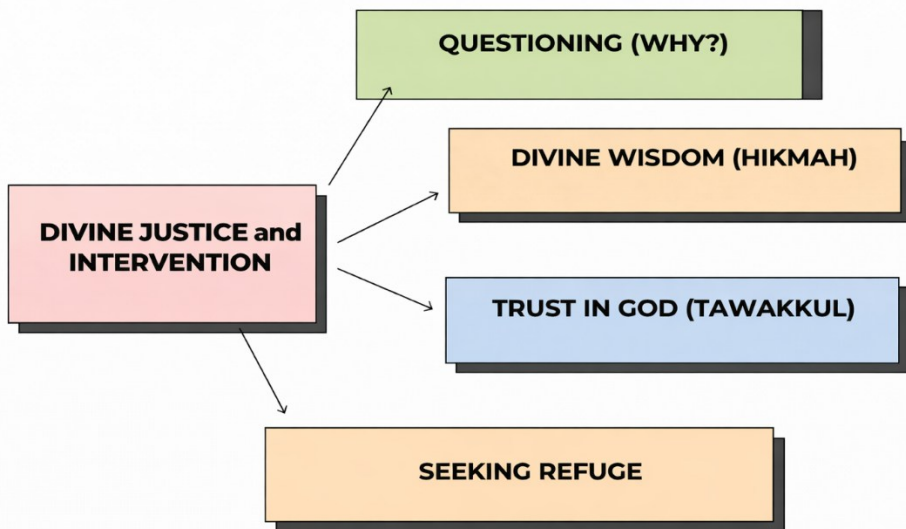 QUESTIONING (WHY?)
DIVINE WISDOM (HIKMAH)
DIVINE JUSTICE and
INTERVENTION
TRUST IN GOD (TAWAKKUL)
SEEKING REFUGE